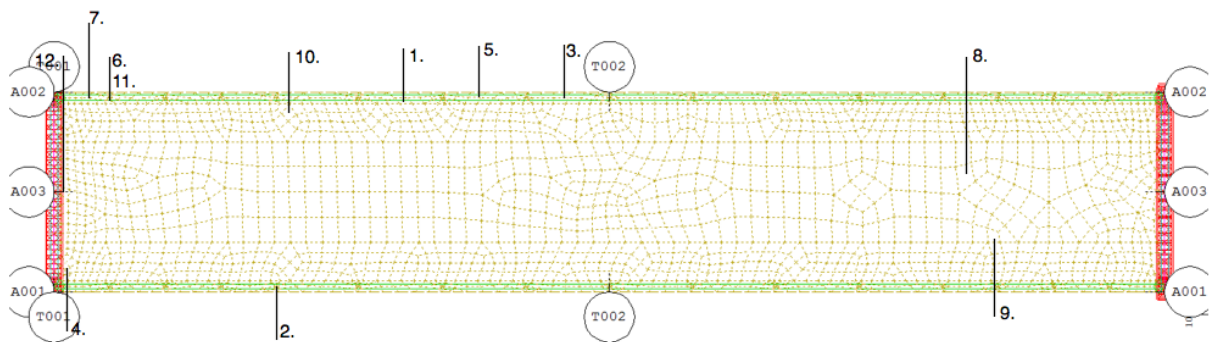 7.
12. T001
6.
10.
1.
5.
3.
T002
8.
11.
A002
A002
A003
A003
A001
A001
T001
4.
2.
T002
9.